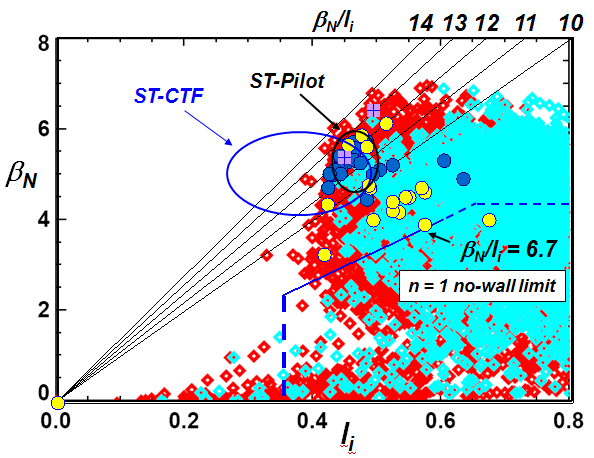 βN/li 14 13 12 11 10
8
ST-CTF
ST-Pilot
6
βN
4
βN/li = 6.7
n = 1 no-wall limit
2
0
0.0 0.2 0.4 0.6 0.8
li